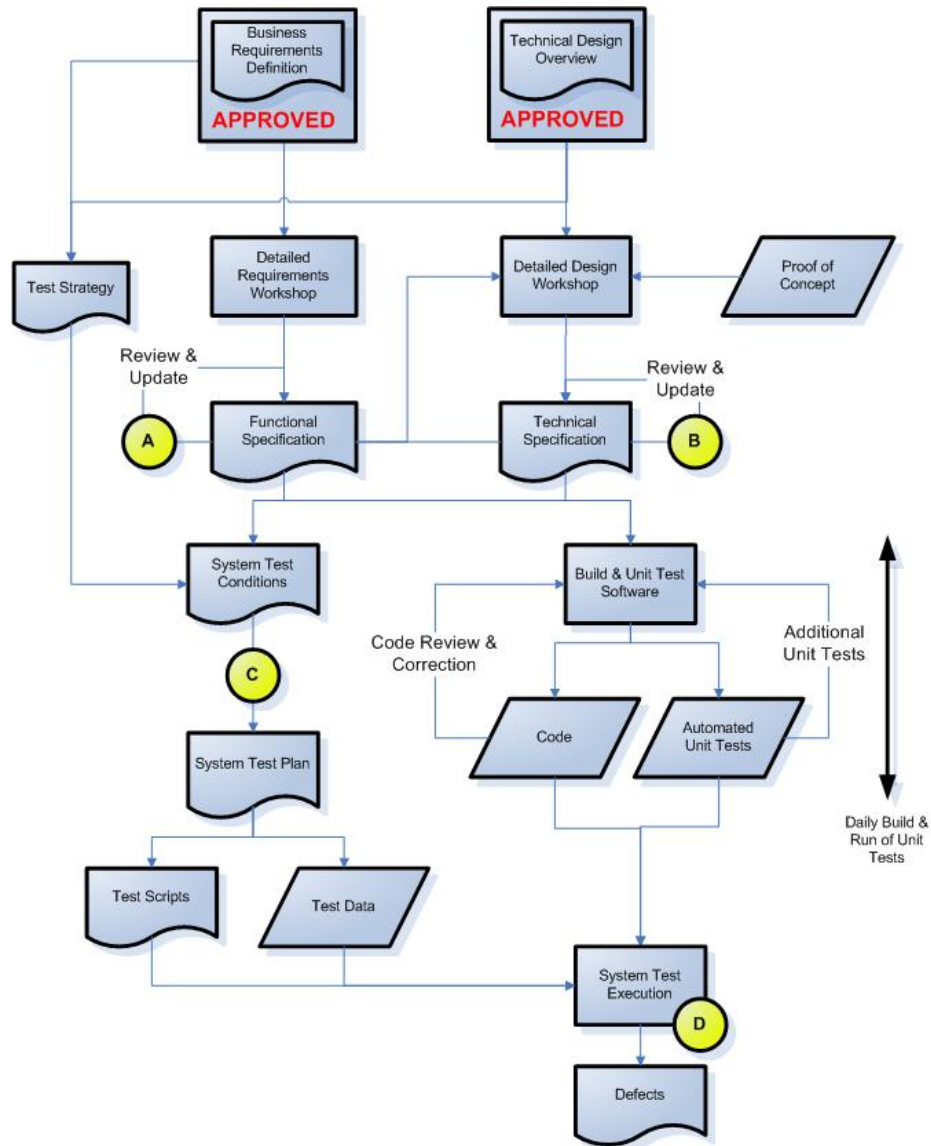 Business
Requirements
Definition
APPROVED
Technical Design
Overview
APPROVED
Test Strategy
Detailed
Requirements
Workshop
Detailed Design
Workshop
Proof of
Concept
Review &
Update
Review &
Update
A
Functional
Specification
Technical
Specification
B
System Test
Conditions
Build & Unit Test
Software
Code Review &
Correction
Additional
Unit Tests
C
System Test Plan
Code
Automated
Unit Tests
Daily Build &
Run of Unit
Tests
Test Scripts
Test Data
System Test
Execution
D
Defects